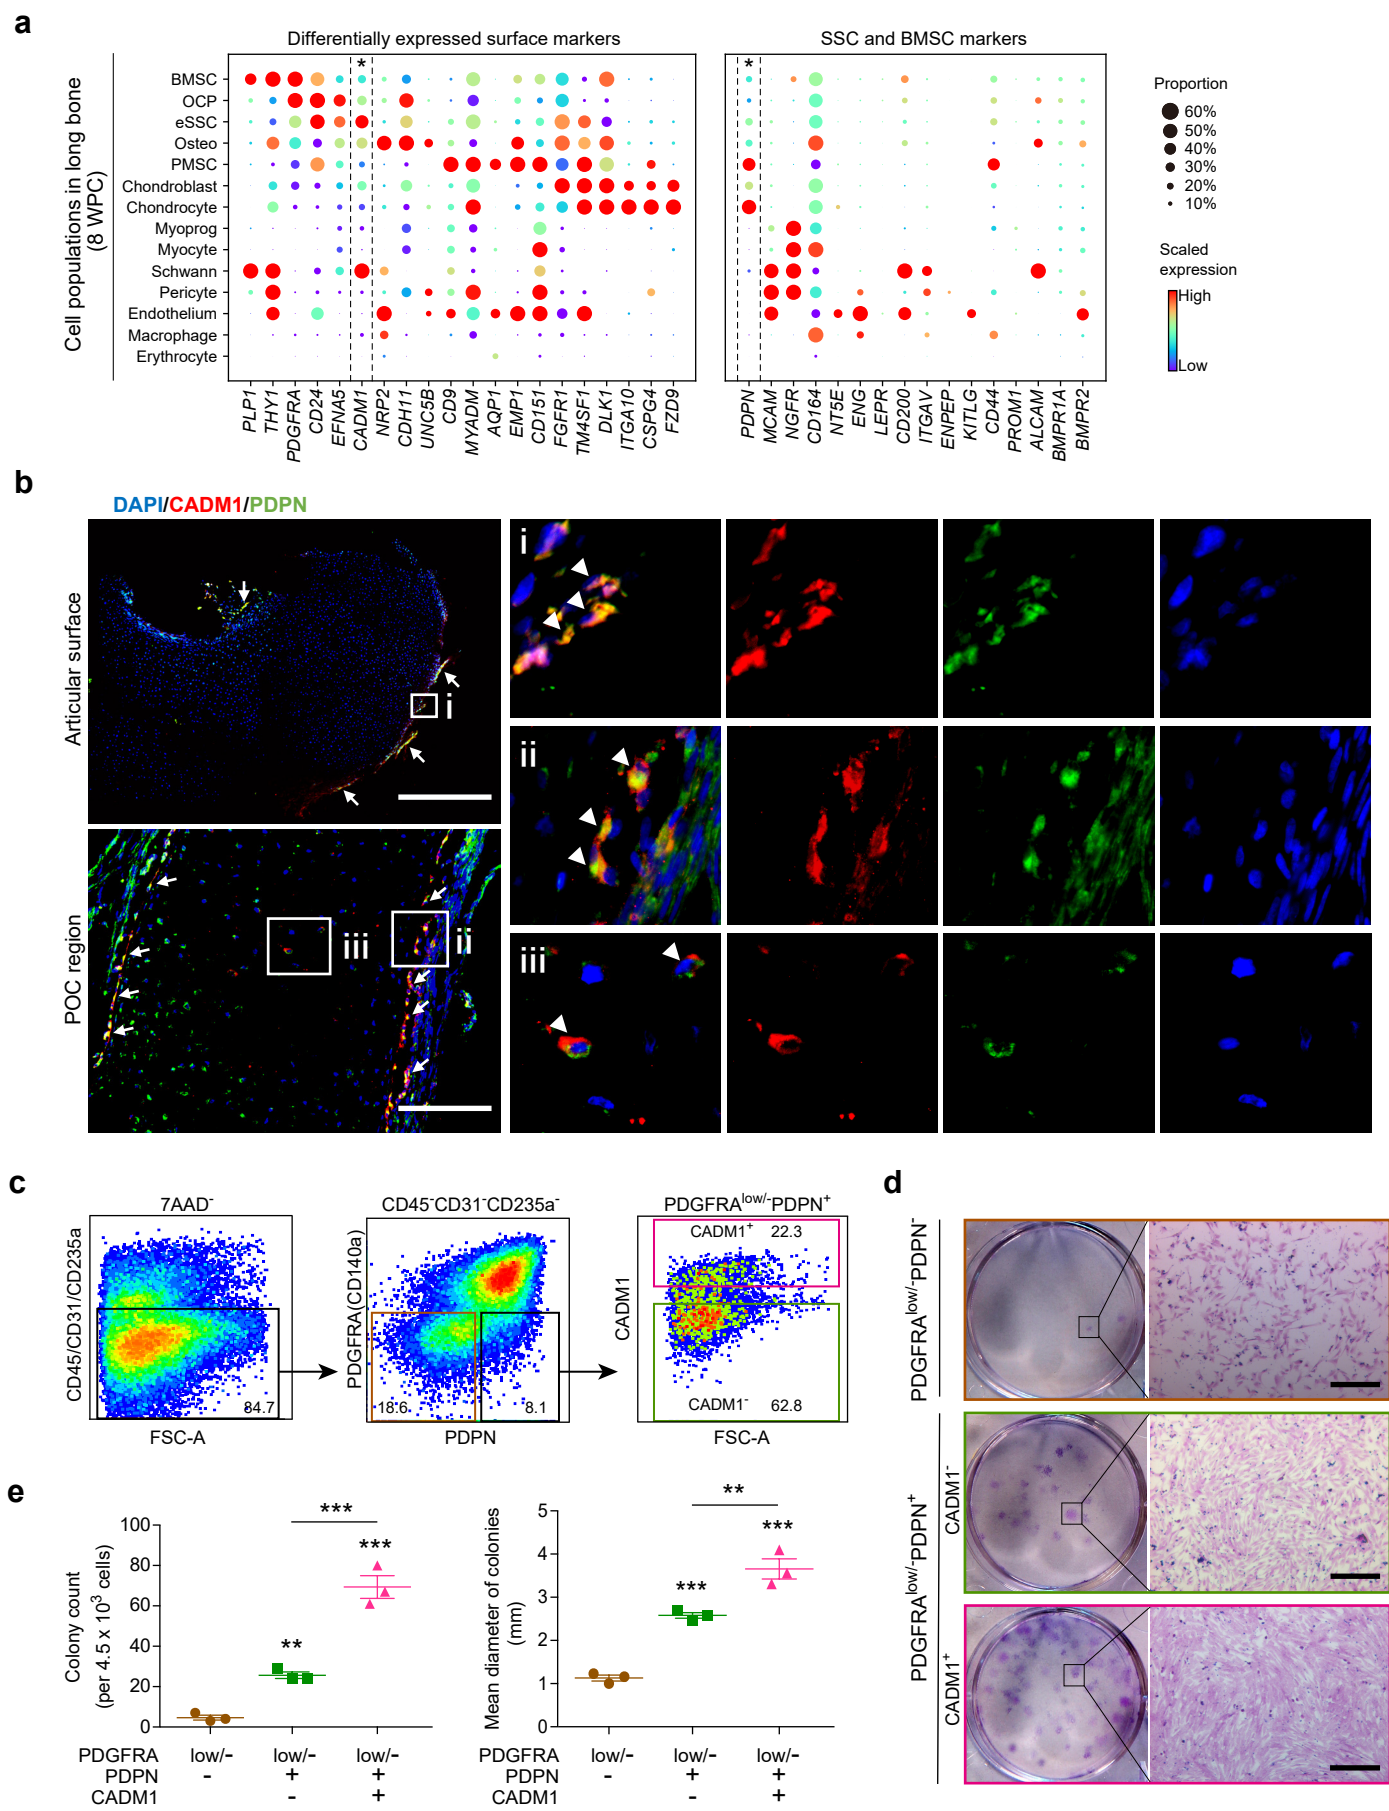 a
Differentially expressed surface markers
SSC and BMSC markers
Cell populations in long bone
(8 WPC)
BMSC
OCP
eSSC
Osteo
PMSC
Chondroblast
Chondrocyte
Myoprog
Myocyte
Schwann
Pericyte
Endothelium
Macrophage
Erythrocyte
*
*
PLP1
THY1
PDGFRA
CD24
EFNA5
CADM1
NRP2
CDH11
UNC5B
CD9
MYADM
AQP1
EMP1
CD151
FGFR1
TM4SF1
DLK1
ITGA10
CSPG4
FZD9
PDPN
MCAM
NGFR
CD164
NT5E
ENG
LEPR
CD200
ITGAV
ENPEP
KITLG
CD44
PROM1
ALCAM
BMPR1A
BMPR2
Proportion
60%
50%
40%
30%
20%
10%
Scaled
expression
High
Low
b
DAPI/CADM1/PDPN
Articular surface
i
i
ii
POC region
iii
ii
iii
c
7AAD-
CD45/CD31/CD235a
84.7
FSC-A
CD45-CD31-CD235a-
PDGFRA(CD140a)
18.6
8.1
PDPN
PDGFRAlow/-PDPN+
CADM1+ 22.3
CADM1
CADM1- 62.8
FSC-A
d
PDGFRAlow/-PDPN-
PDGFRAlow/-PDPN+
CADM1-
CADM1+
e
Colony count
(per 4.5 x 10³ cells)
100
80
60
40
20
0
**
***
***
PDGFRA low/- low/- low/-
PDPN - + +
CADM1 - +
Mean diameter of colonies
(mm)
5
4
3
2
1
0
***
**
***
PDGFRA low/- low/- low/-
PDPN - + +
CADM1 - +